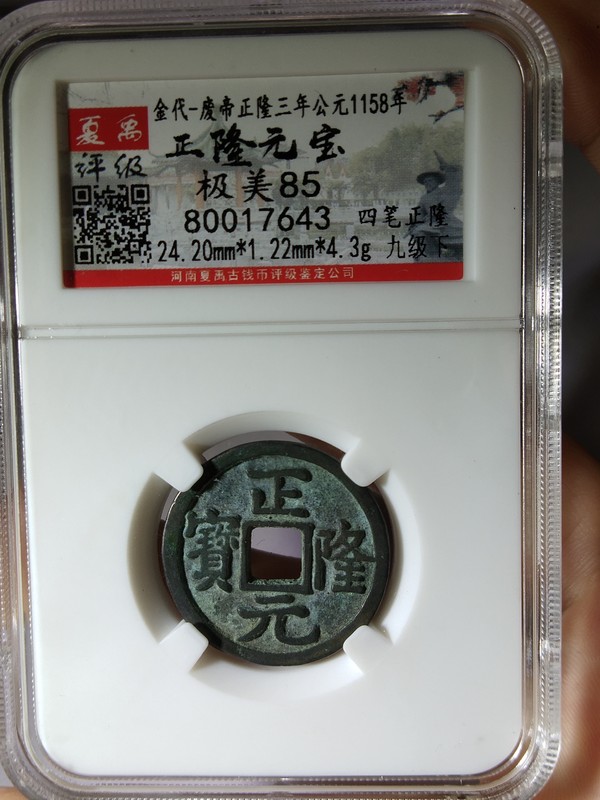 金代-废帝正隆三年公元1158年
夏禹
评级
正隆元宝
极美85
80017643 四笔正隆
24.20mm*1.22mm*4.3g 九级下
河南夏禹古钱币评级鉴定公司
正
隆
元
寶